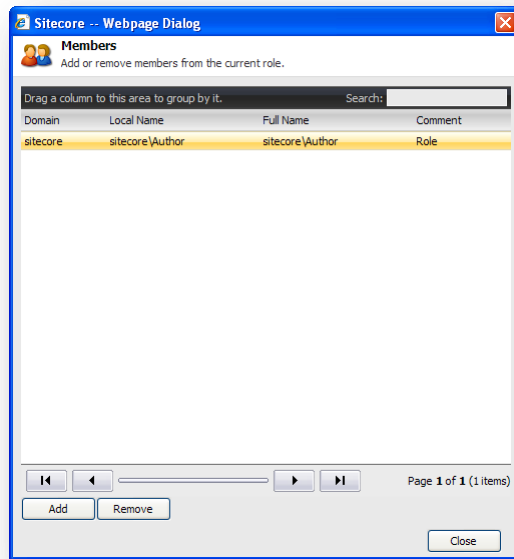 Sitecore -- Webpage Dialog
Members
Add or remove members from the current role.
Drag a column to this area to group by it. Search:
Domain Local Name Full Name Comment
sitecore sitecore\Author sitecore\Author Role
Page 1 of 1 (1 items)
Add Remove
Close